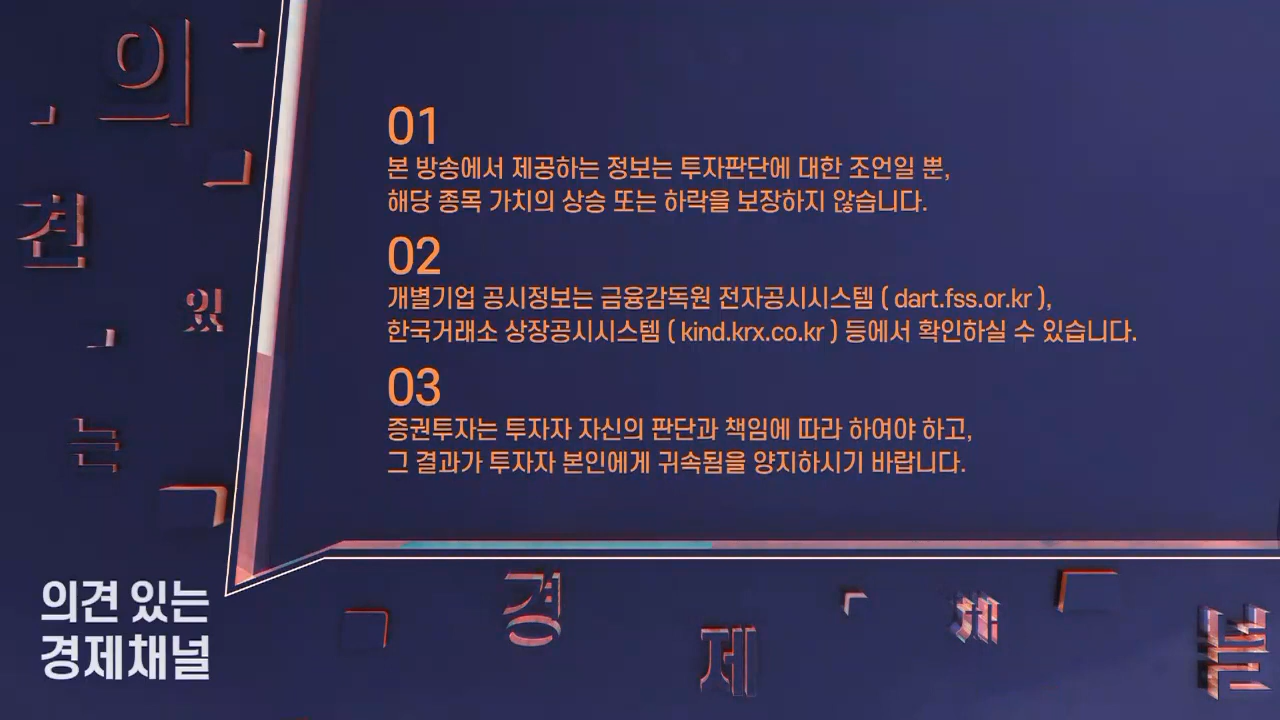 의
견
있
는
01
본 방송에서 제공하는 정보는 투자판단에 대한 조언일 뿐,
해당 종목 가치의 상승 또는 하락을 보장하지 않습니다.
02
개별기업 공시정보는 금융감독원 전자공시시스템 ( dart.fss.or.kr ),
한국거래소 상장공시시스템 ( kind.krx.co.kr ) 등에서 확인하실 수 있습니다.
03
증권투자는 투자자 자신의 판단과 책임에 따라 하여야 하고,
그 결과가 투자자 본인에게 귀속됨을 양지하시기 바랍니다.
의견 있는
경제채널
경
제
채
널